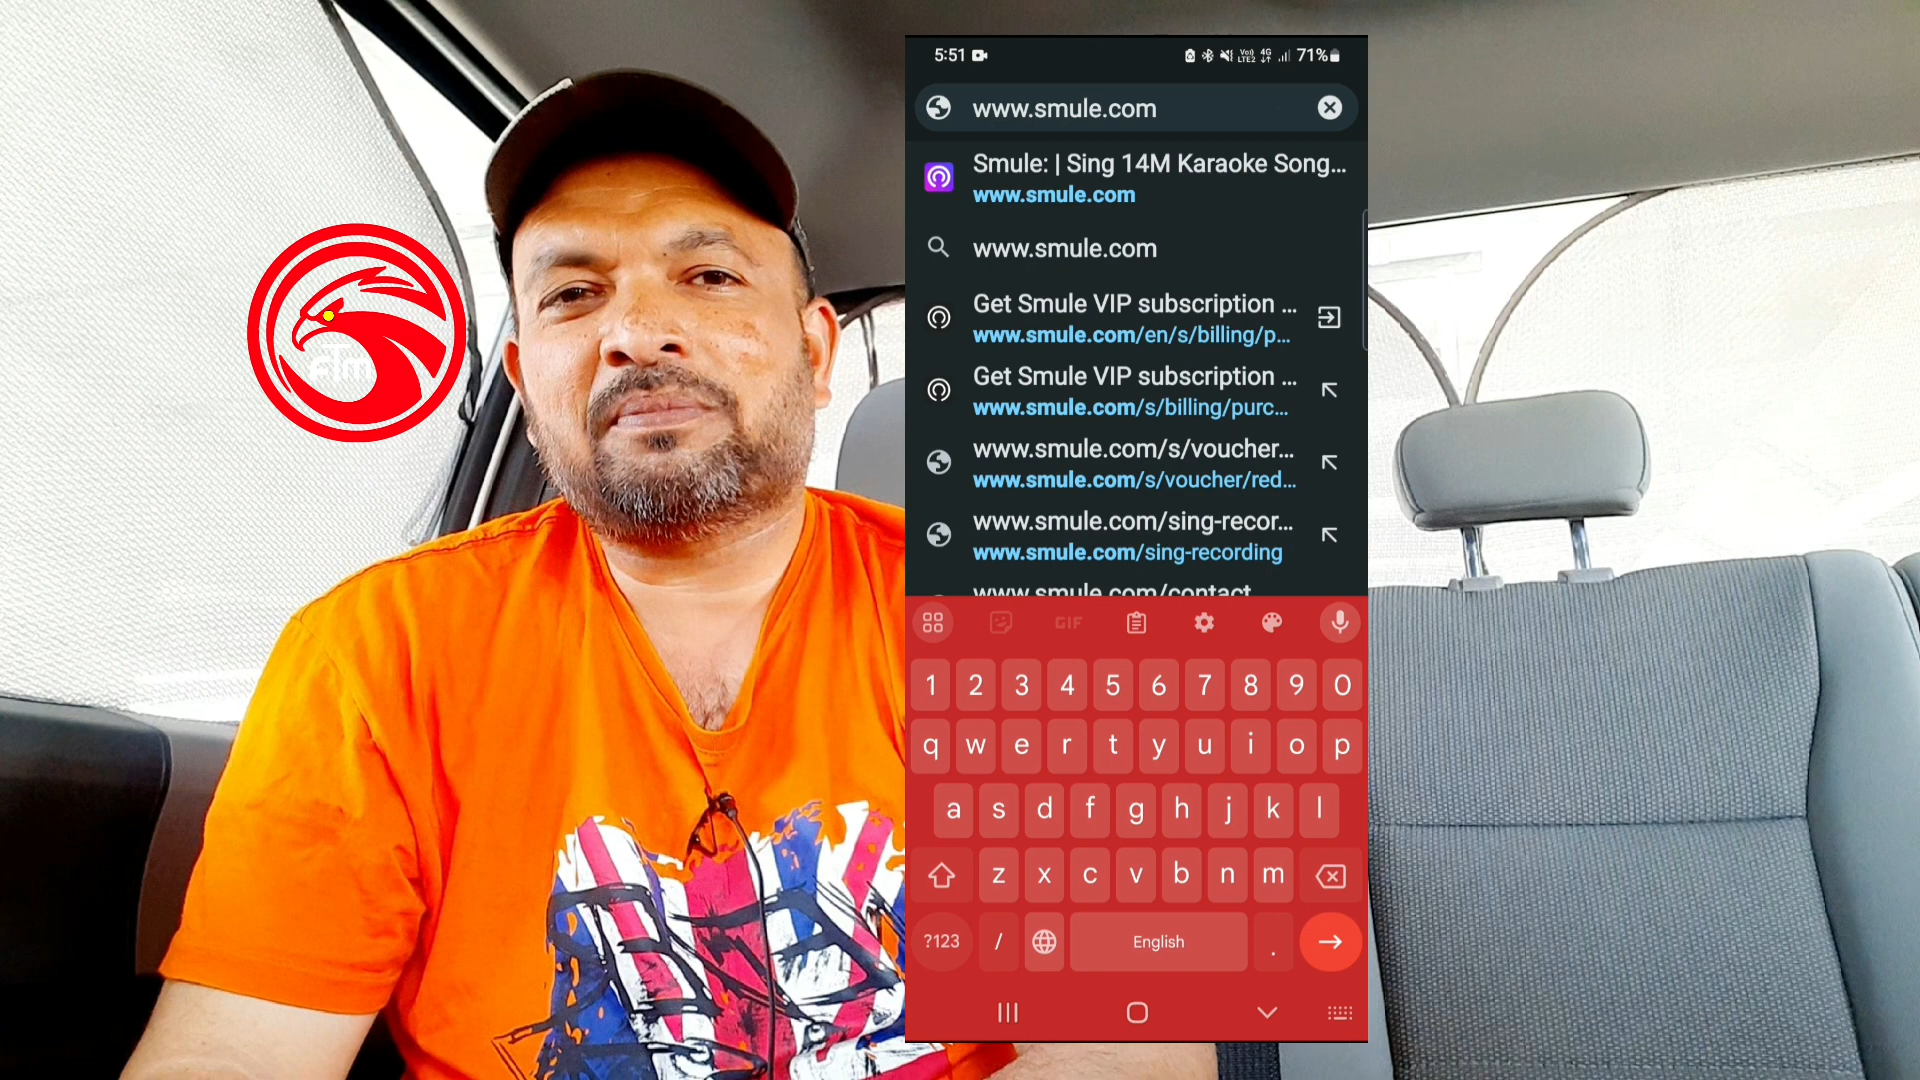 5:51
Vo))
LTE2
4G
71%
www.smule.com
Smule: | Sing 14M Karaoke Song...
www.smule.com
www.smule.com
Get Smule VIP subscription ...
www.smule.com/en/s/billing/p...
Get Smule VIP subscription ...
www.smule.com/s/billing/purc...
www.smule.com/s/voucher...
www.smule.com/s/voucher/red...
www.smule.com/sing-recor...
www.smule.com/sing-recording
www.smule.com/contact
GIF
1 2 3 4 5 6 7 8 9 0
q w e r t y u i o p
a s d f g h j k l
z x c v b n m
?123 / English .